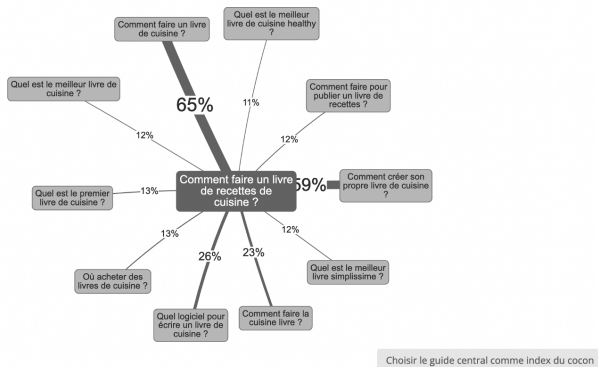 Comment faire un livre
de cuisine ?
Quel est le meilleur
livre de cuisine healthy
?
Quel est le meilleur livre de
cuisine ?
Comment faire pour
publier un livre de
recettes ?
65%
11%
12%
12%
Comment faire un livre
de recettes de
cuisine ?
59%
Comment créer son
propre livre de cuisine
?
Quel est le premier
livre de cuisine ?
13%
13%
26%
23%
12%
Où acheter des
livres de cuisine ?
Quel est le meilleur
livre simplissime ?
Quel logiciel pour
écrire un livre de
cuisine ?
Comment faire la
cuisine livre ?
Choisir le guide central comme index du cocon